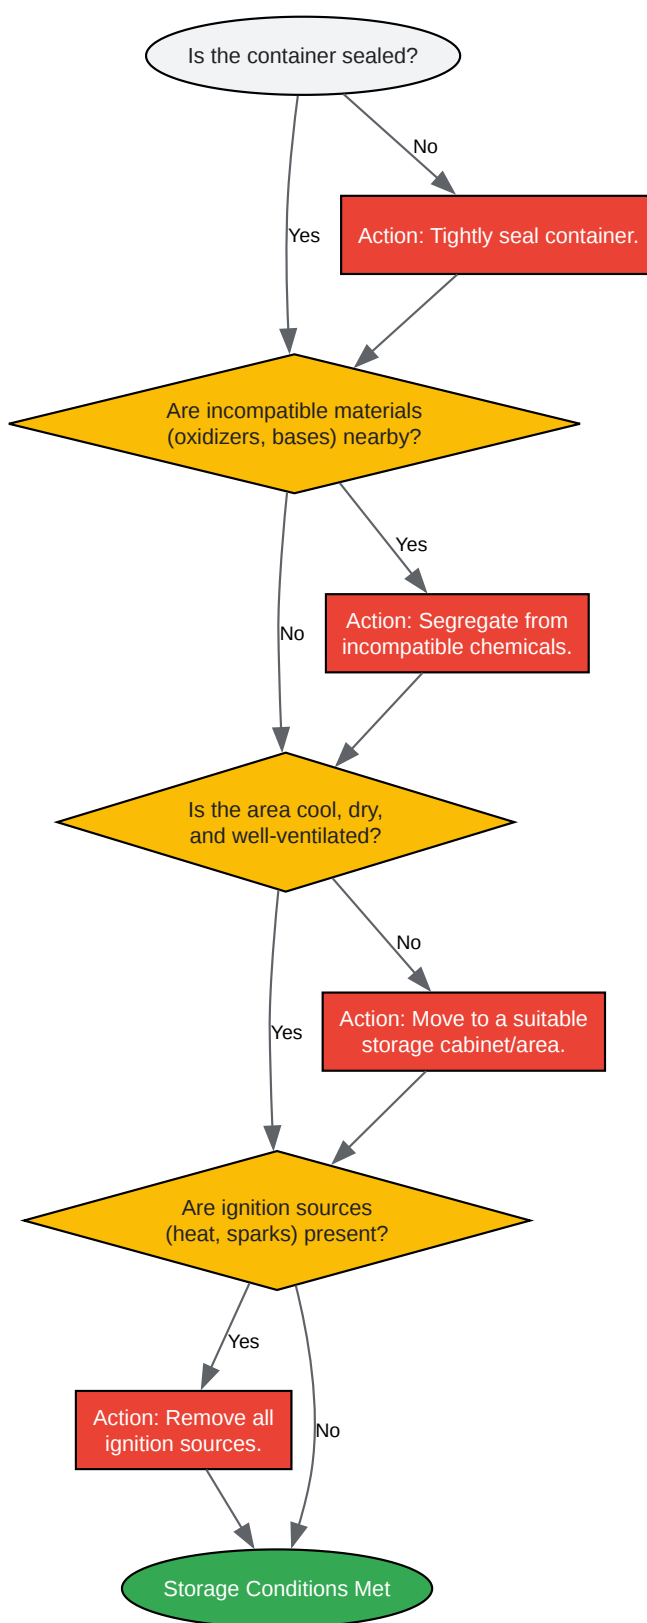 Is the container sealed?
No
Yes
Action: Tightly seal container.
Are incompatible materials
(oxidizers, bases) nearby?
Yes
No
Action: Segregate from
incompatible chemicals.
Is the area cool, dry,
and well-ventilated?
No
Yes
Action: Move to a suitable
storage cabinet/area.
Are ignition sources
(heat, sparks) present?
Yes
Action: Remove all
ignition sources.
No
Storage Conditions Met